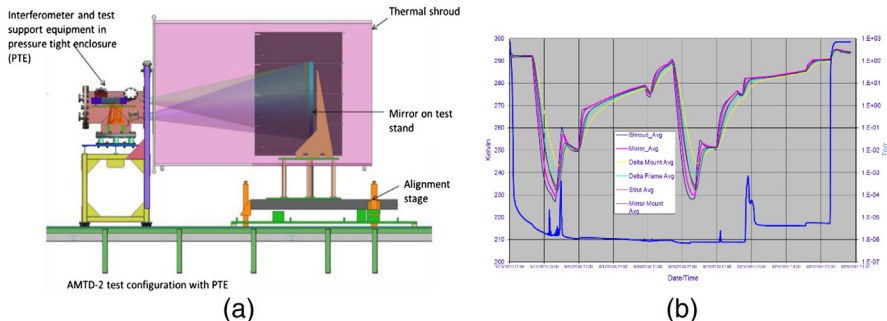 Interferometer and test
support equipment in
pressure tight enclosure
(PTE)
Thermal shroud
Mirror on test
stand
Alignment
stage
AMTD-2 test configuration with PTE
(a)
300
290
280
270
260
250
240
230
220
210
200
Kelvin
Shroud_Avg
Mirror_Avg
Delta Mount Avg
Delta Frame Avg
Strut Avg
Mirror Mount
Avg
1.E+03
1.E+02
1.E+01
1.E+00
1.E-01
1.E-02
1.E-03
1.E-04
1.E-05
1.E-06
1.E-07
Torr
Date/Time
(b)